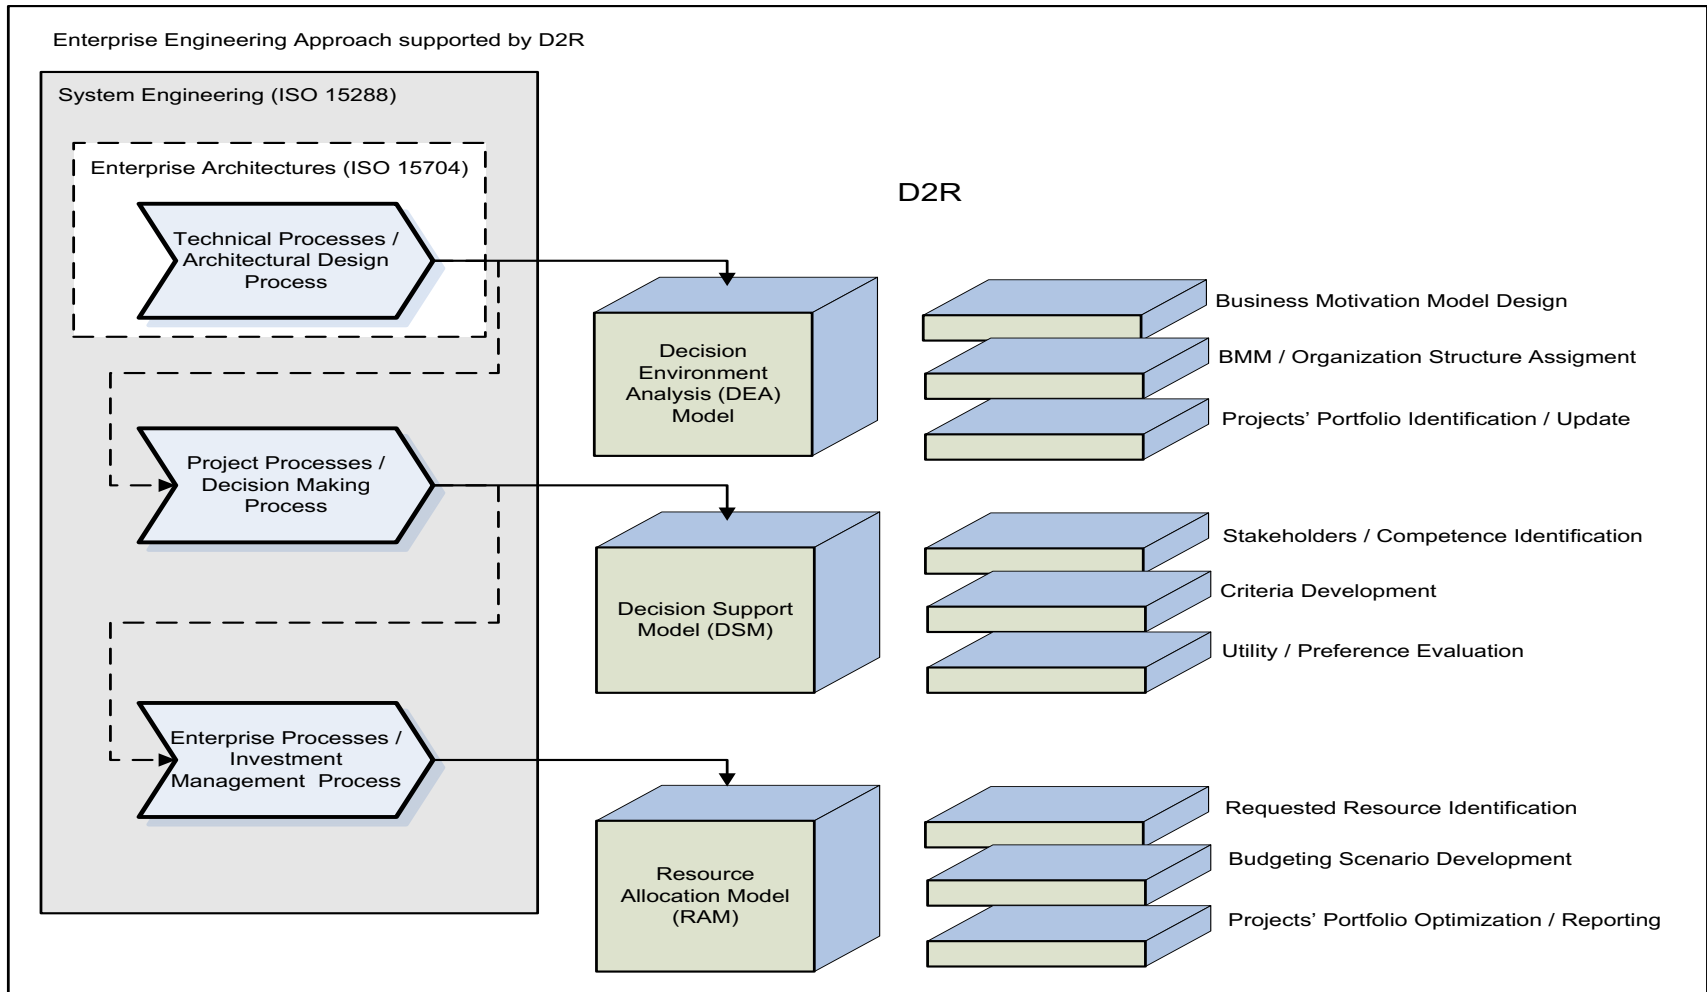 Enterprise Engineering Approach supported by D2R
System Engineering (ISO 15288)
Enterprise Architectures (ISO 15704)
Technical Processes /
Architectural Design
Process
D2R
Decision
Environment
Analysis (DEA)
Model
Business Motivation Model Design
BMM / Organization Structure Assigment
Projects' Portfolio Identification / Update
Project Processes /
Decision Making
Process
Decision Support
Model (DSM)
Stakeholders / Competence Identification
Criteria Development
Utility / Preference Evaluation
Enterprise Processes /
Investment
Management Process
Resource
Allocation Model
(RAM)
Requested Resource Identification
Budgeting Scenario Development
Projects' Portfolio Optimization / Reporting